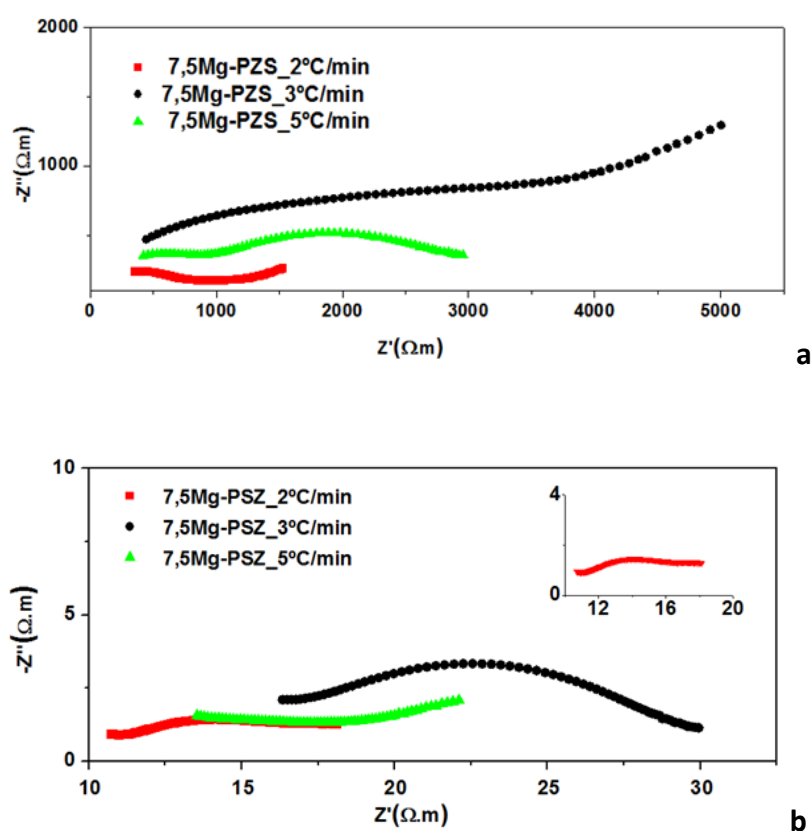 2000
1000
-Z''(Ω.m)
7,5Mg-PZS_2ºC/min
7,5Mg-PZS_3ºC/min
7,5Mg-PZS_5ºC/min
0 1000 2000 3000 4000 5000
Z'(Ω.m)
a
10
5
0
-Z''(Ω.m)
7,5Mg-PSZ_2ºC/min
7,5Mg-PSZ_3ºC/min
7,5Mg-PSZ_5ºC/min
4
0
12 16 20
10 15 20 25 30
Z'(Ω.m)
b